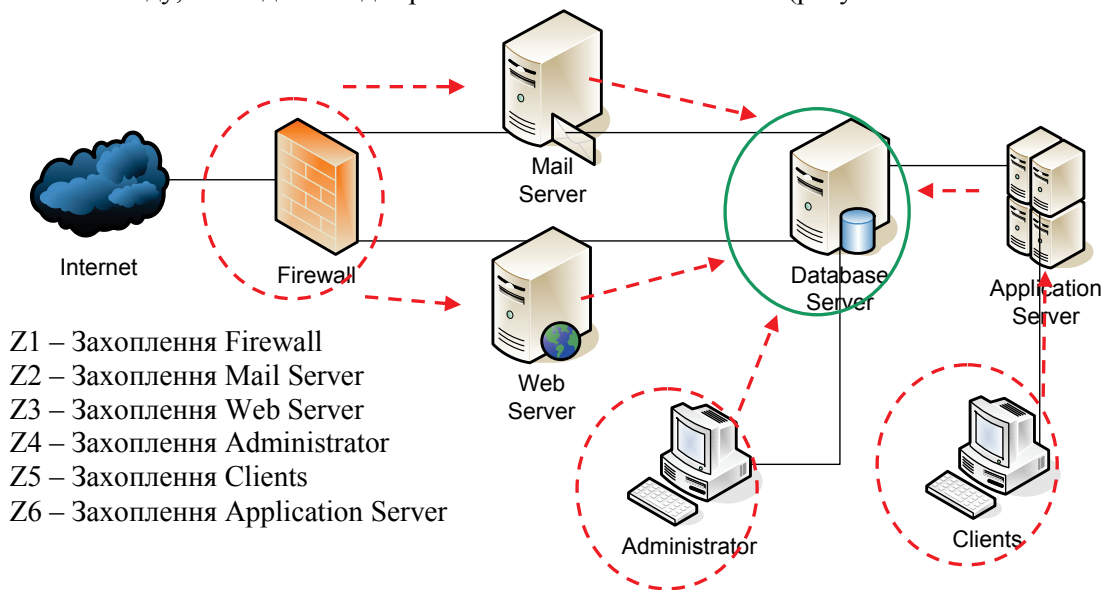 Mail
Server
Internet
Firewall
Database
Server
Application
Server
Web
Server
Z1 – Захоплення Firewall
Z2 – Захоплення Mail Server
Z3 – Захоплення Web Server
Z4 – Захоплення Administrator
Z5 – Захоплення Clients
Z6 – Захоплення Application Server
Administrator
Clients